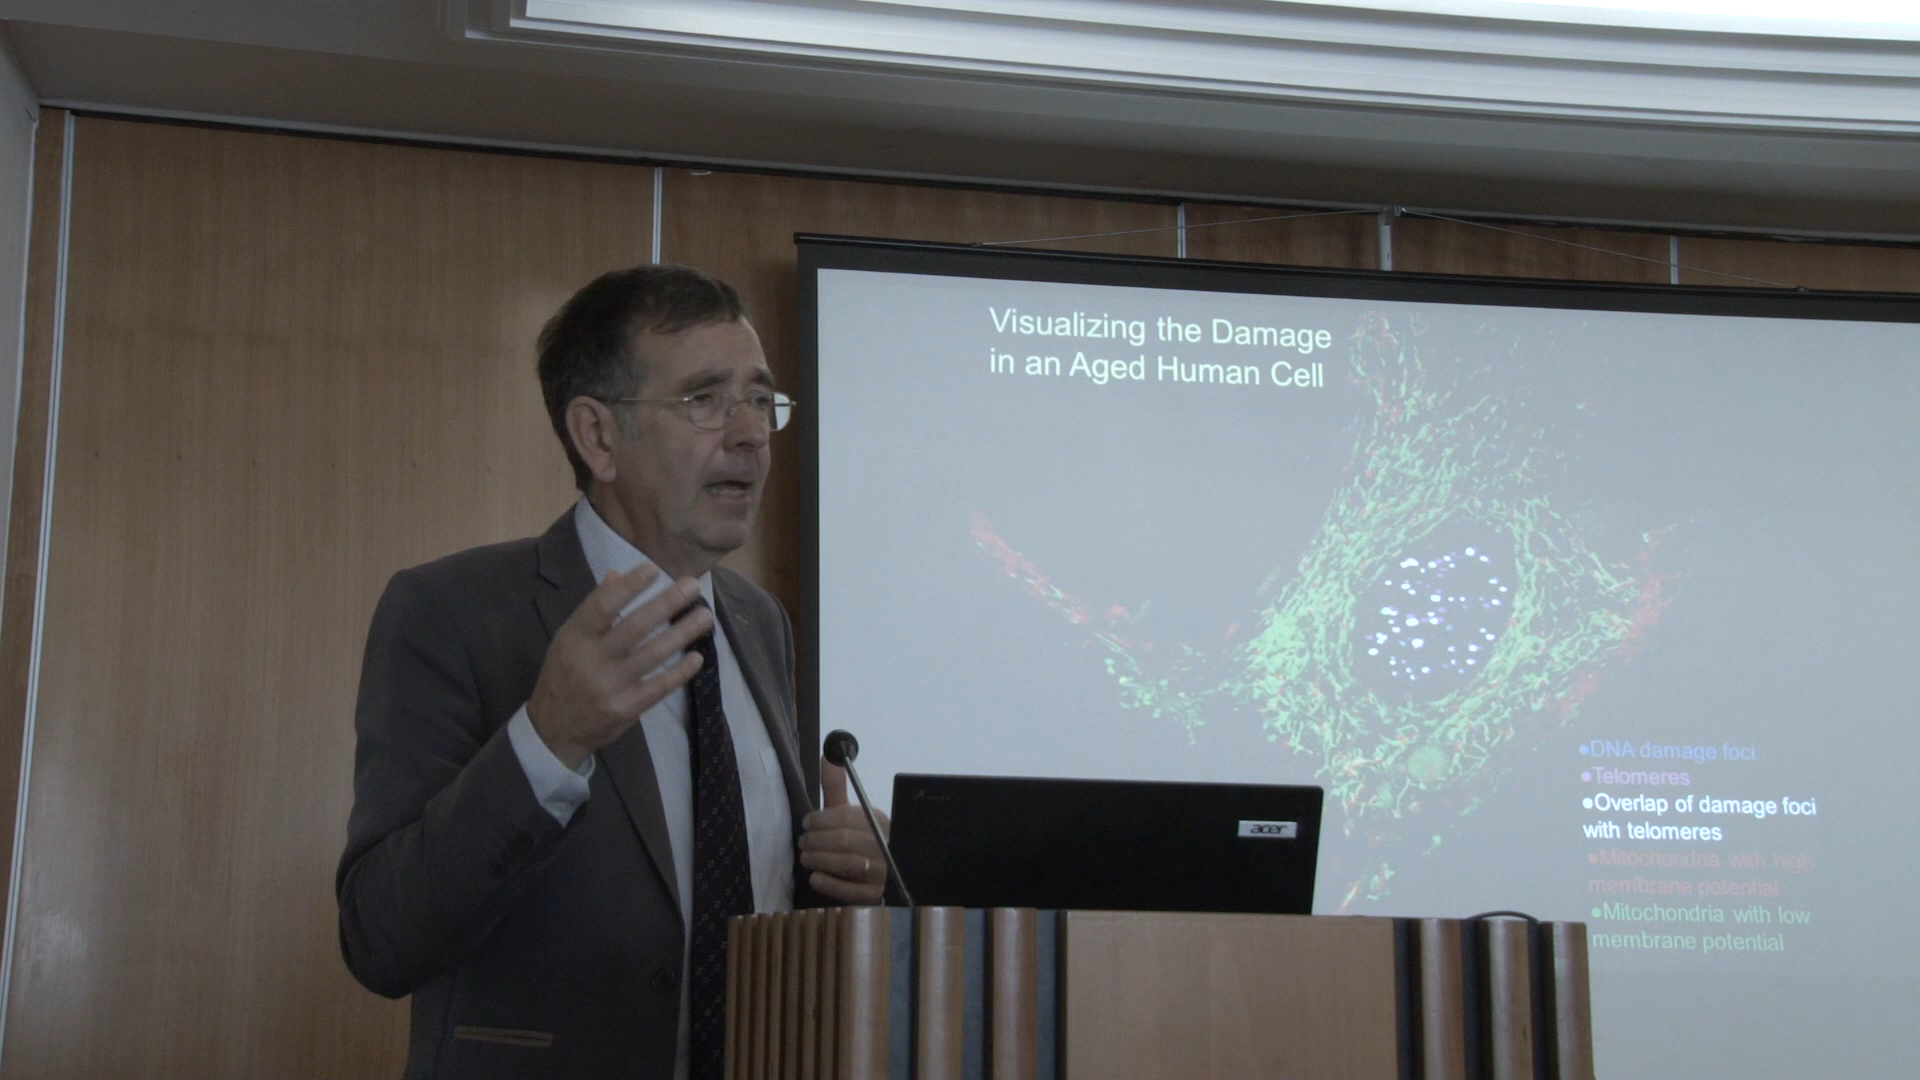 Visualizing the Damage
in an Aged Human Cell
●DNA damage foci
●Telomeres
●Overlap of damage foci
with telomeres
●Mitochondria with high
membrane potential
●Mitochondria with low
membrane potential
acer